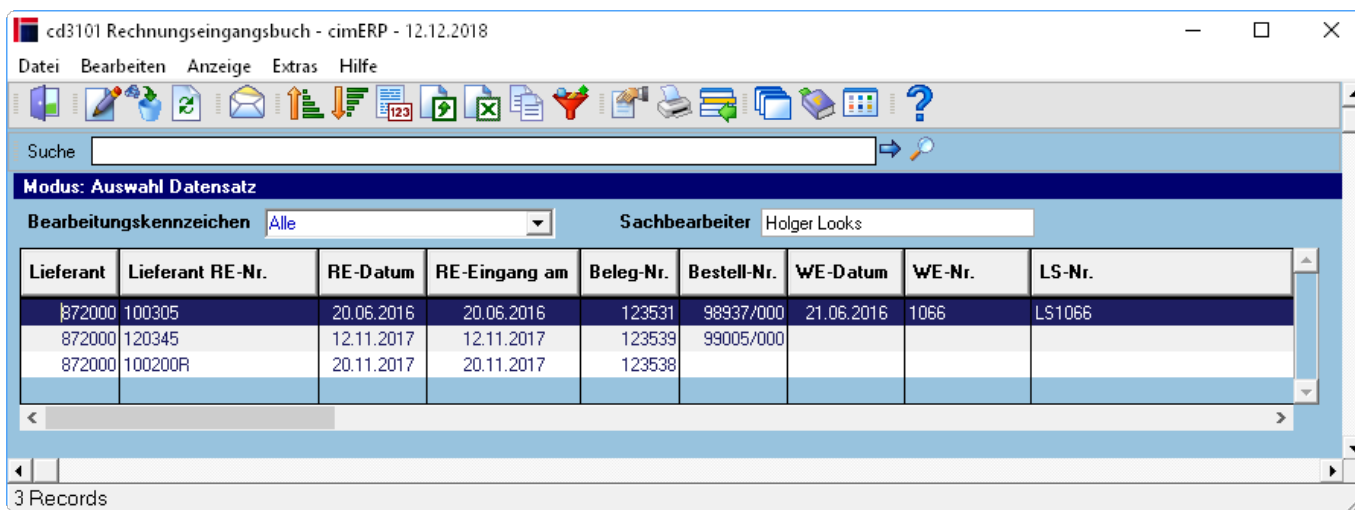 cd3101 Rechnungseingangsbuch - cimERP - 12.12.2018
Datei Bearbeiten Anzeige Extras Hilfe
123
?
Suche
Modus: Auswahl Datensatz
Bearbeitungskennzeichen Alle Sachbearbeiter Holger Looks
Lieferant Lieferant RE-Nr. RE-Datum RE-Eingang am Beleg-Nr. Bestell-Nr. WE-Datum WE-Nr. LS-Nr.
872000 100305 20.06.2016 20.06.2016 123531 98937/000 21.06.2016 1066 LS1066
872000 120345 12.11.2017 12.11.2017 123539 99005/000
872000 100200R 20.11.2017 20.11.2017 123538
3 Records